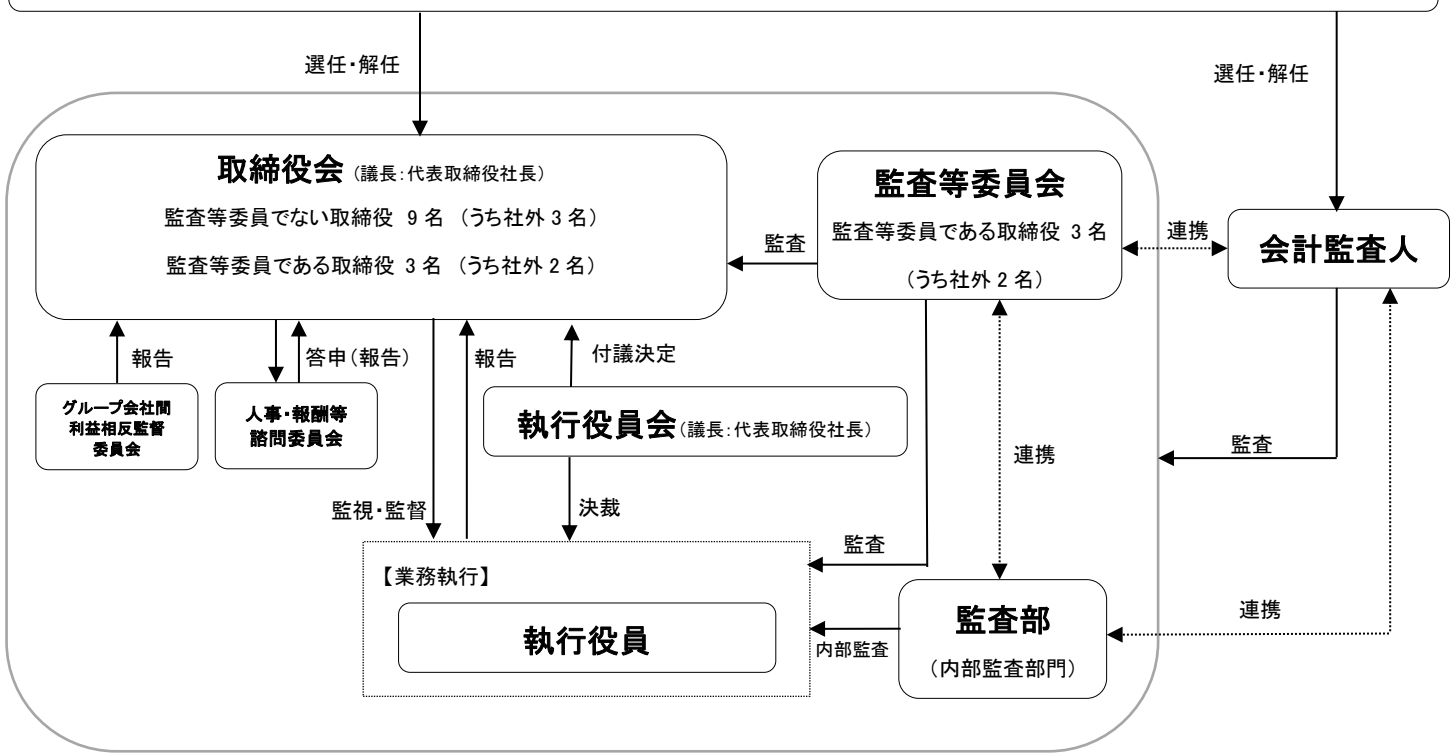 選任・解任
選任・解任
取締役会 (議長:代表取締役社長)
監査等委員でない取締役 9 名 (うち社外 3 名)
監査等委員である取締役 3 名 (うち社外 2 名)
監査
監査等委員会
監査等委員である取締役 3 名
(うち社外 2 名)
連携
会計監査人
報告
答申(報告)
報告
付議決定
グループ会社間
利益相反監督
委員会
人事・報酬等
諮問委員会
執行役員会(議長:代表取締役社長)
連携
監査
監視・監督
決裁
監査
【業務執行】
執行役員
内部監査
監査部
(内部監査部門)
連携